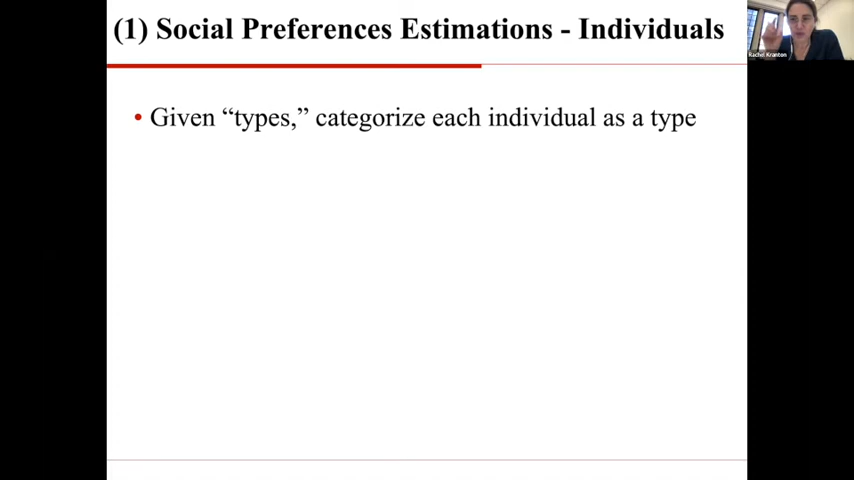 (1) Social Preferences Estimations - Individuals
Rachel Kranton
• Given “types,” categorize each individual as a type